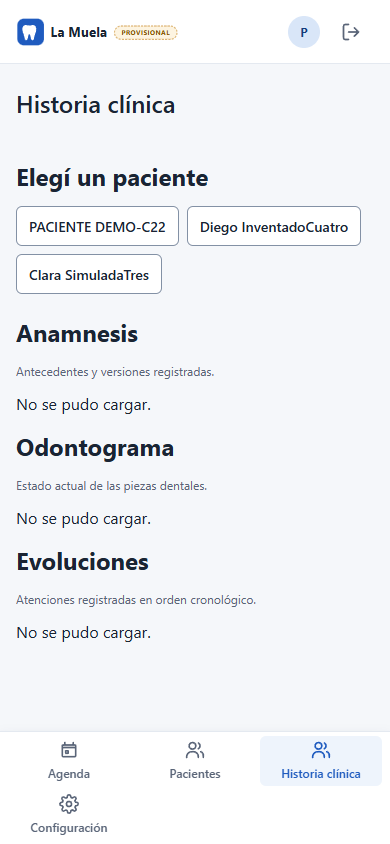 La Muela PROVISIONAL P
Historia clínica
Elegí un paciente
PACIENTE DEMO-C22 Diego InventadoCuatro
Clara SimuladaTres
Anamnesis
Antecedentes y versiones registradas.
No se pudo cargar.
Odontograma
Estado actual de las piezas dentales.
No se pudo cargar.
Evoluciones
Atenciones registradas en orden cronológico.
No se pudo cargar.
Agenda Pacientes Historia clínica
Configuración